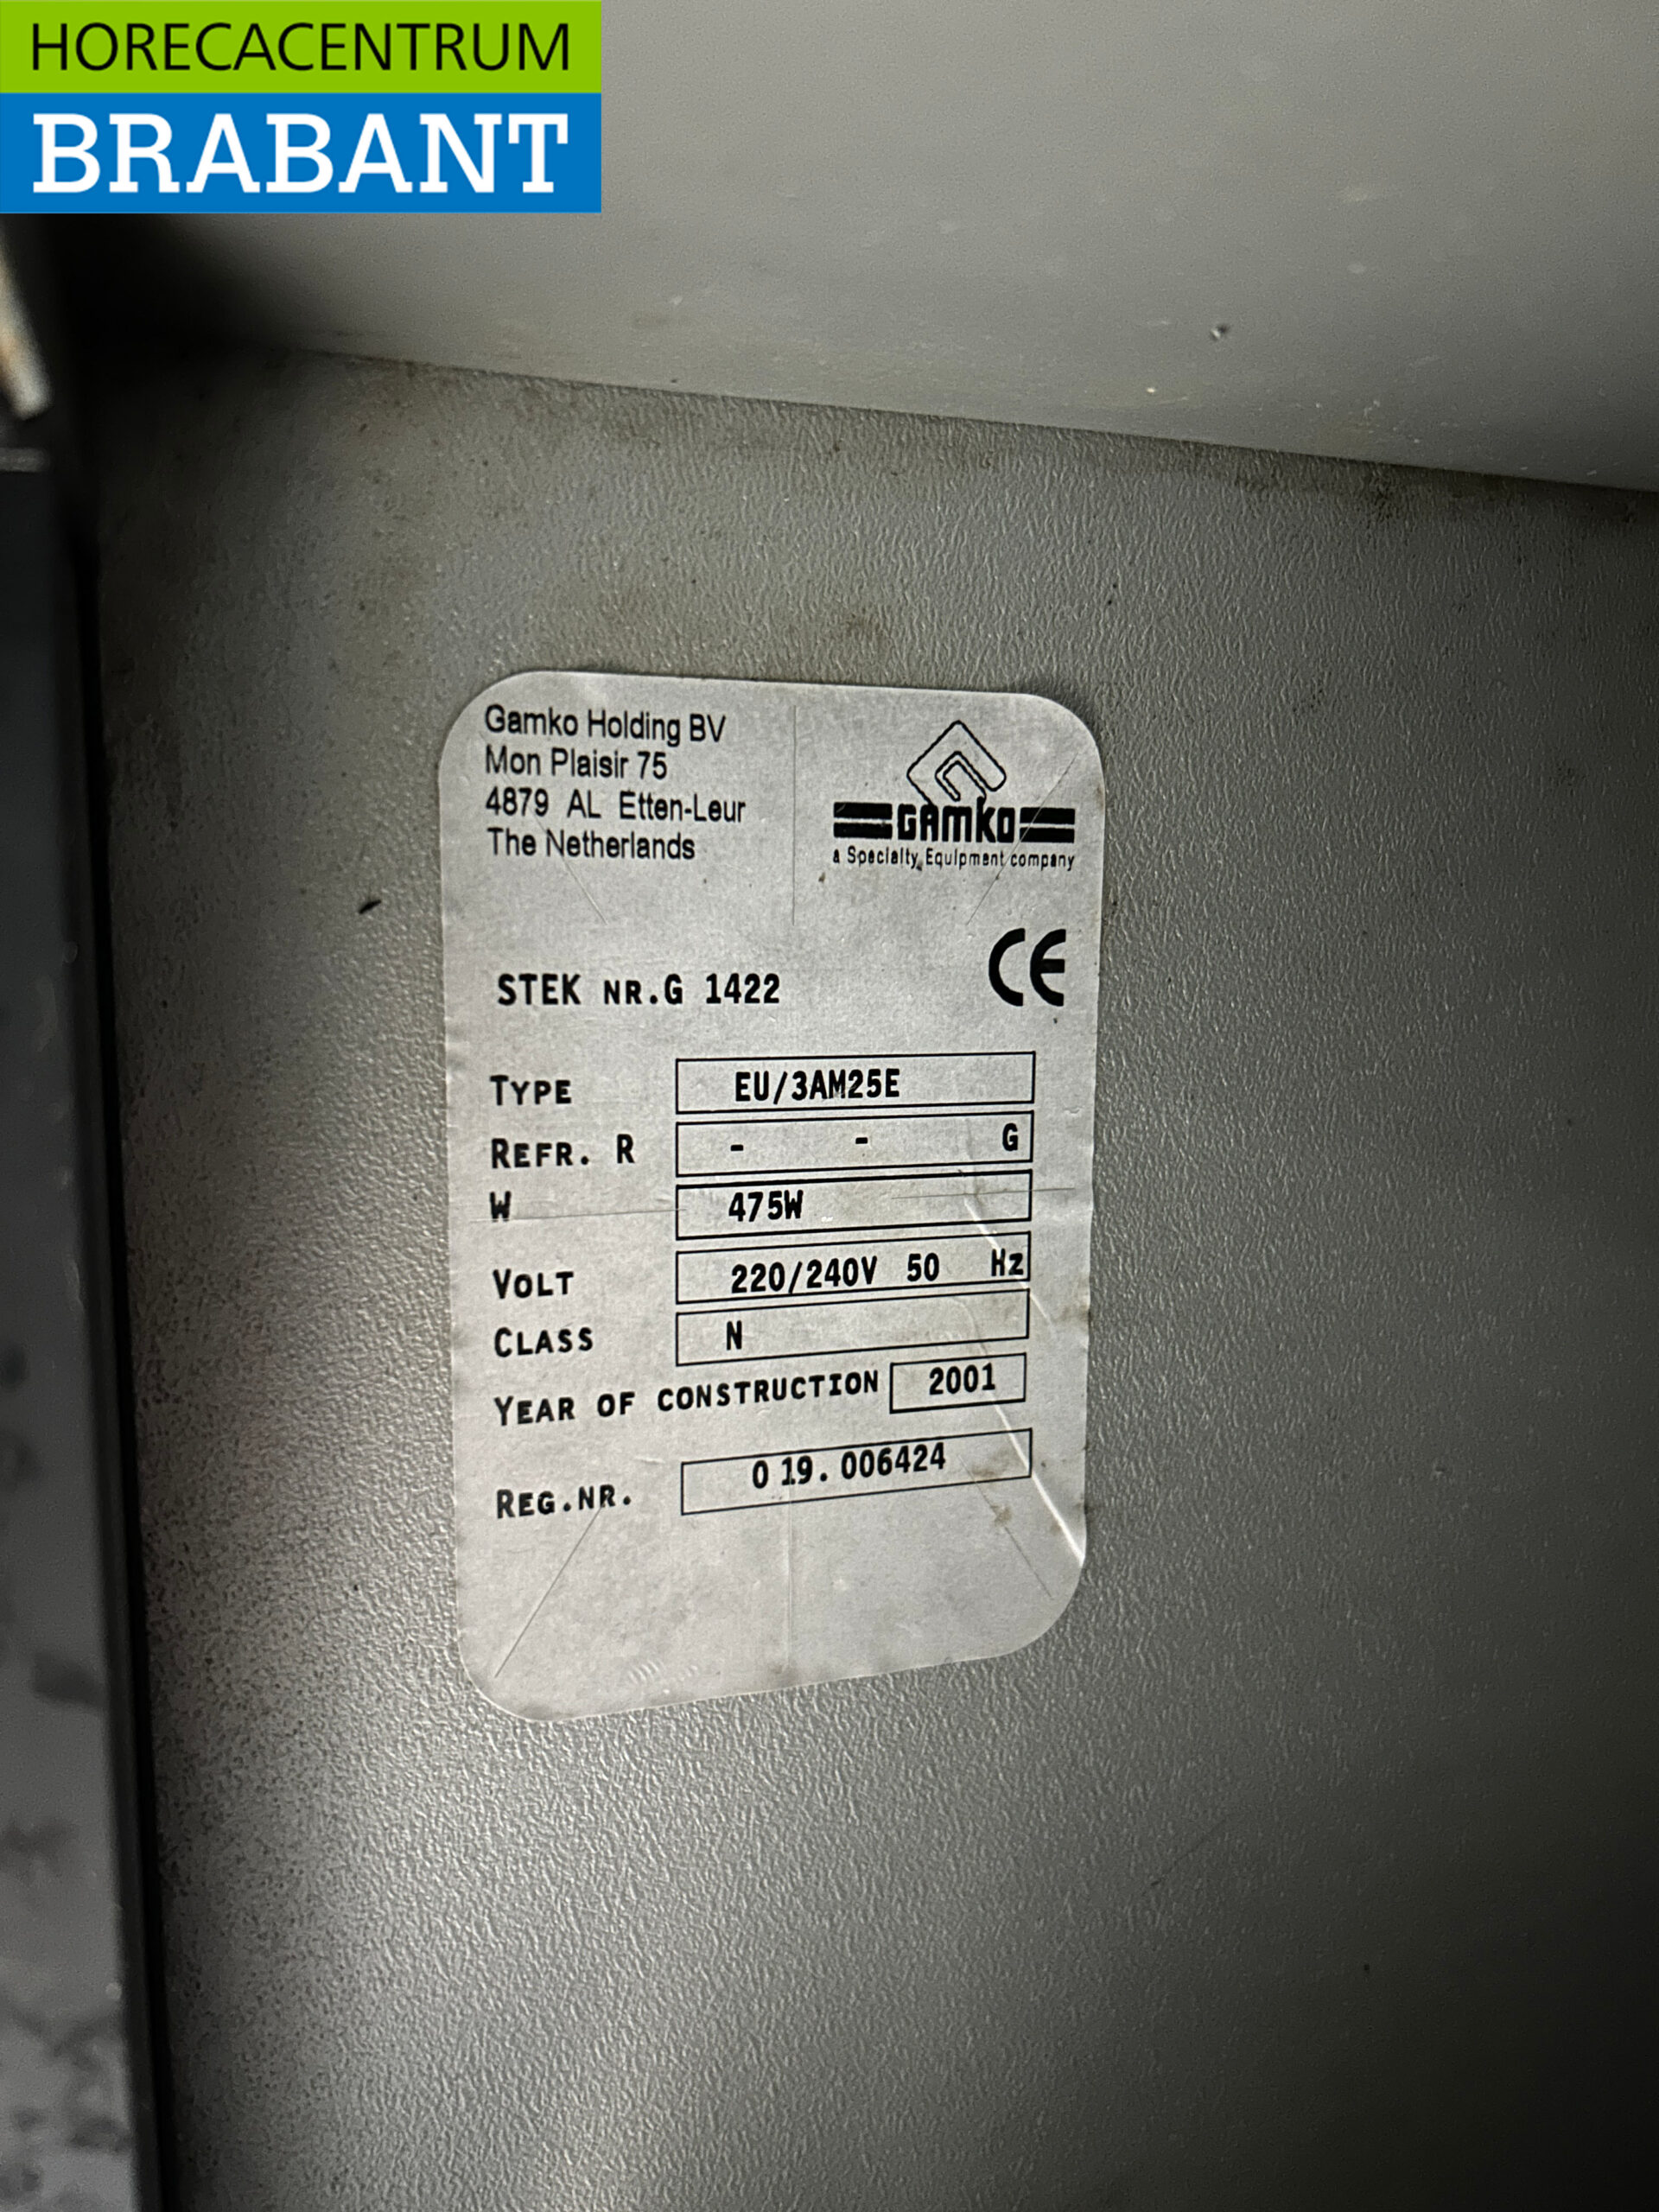 HORECACENTRUM
BRABANT
Gamko Holding BV
Mon Plaisir 75
4879 AL Etten-Leur
The Netherlands
GAMKO
a Specialty Equipment company
CE
STEK NR.G 1422
TYPE EU/3AM25E
REFR. R - - G
W 475W
VOLT 220/240V 50 Hz
CLASS N
YEAR OF CONSTRUCTION 2001
REG.NR. 0 19.006424